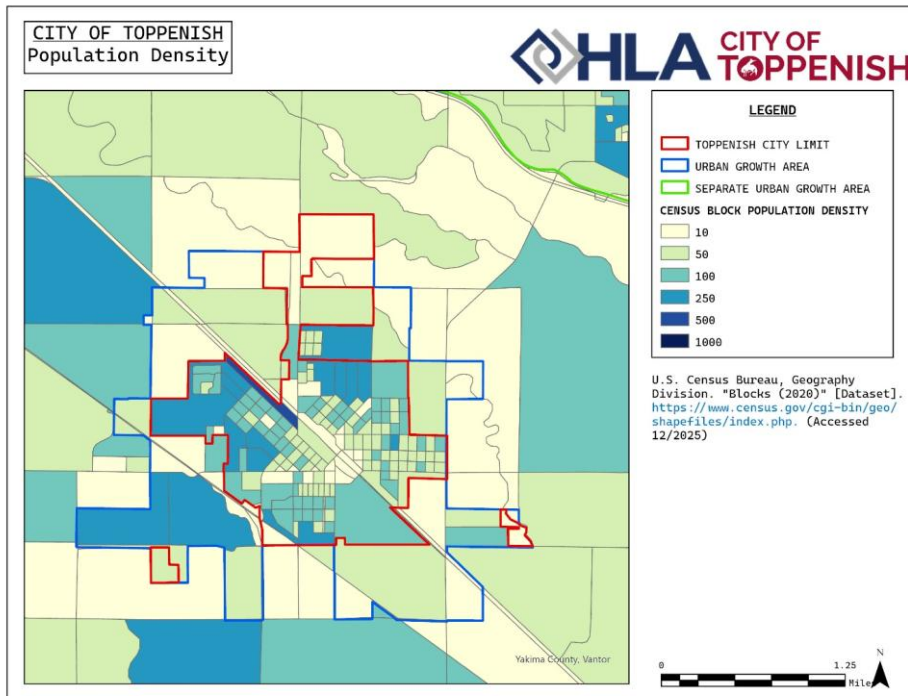 CITY OF TOPPENISH
Population Density
HLA
CITY OF
TOPPENISH
LEGEND
TOPPENISH CITY LIMIT
URBAN GROWTH AREA
SEPARATE URBAN GROWTH AREA
CENSUS BLOCK POPULATION DENSITY
10
50
100
250
500
1000
U.S. Census Bureau, Geography
Division. "Blocks (2020)" [Dataset].
https://www.census.gov/cgi-bin/geo/
shapefiles/index.php. (Accessed
12/2025)
Yakima County, Vantor
0 1.25
Miles
N